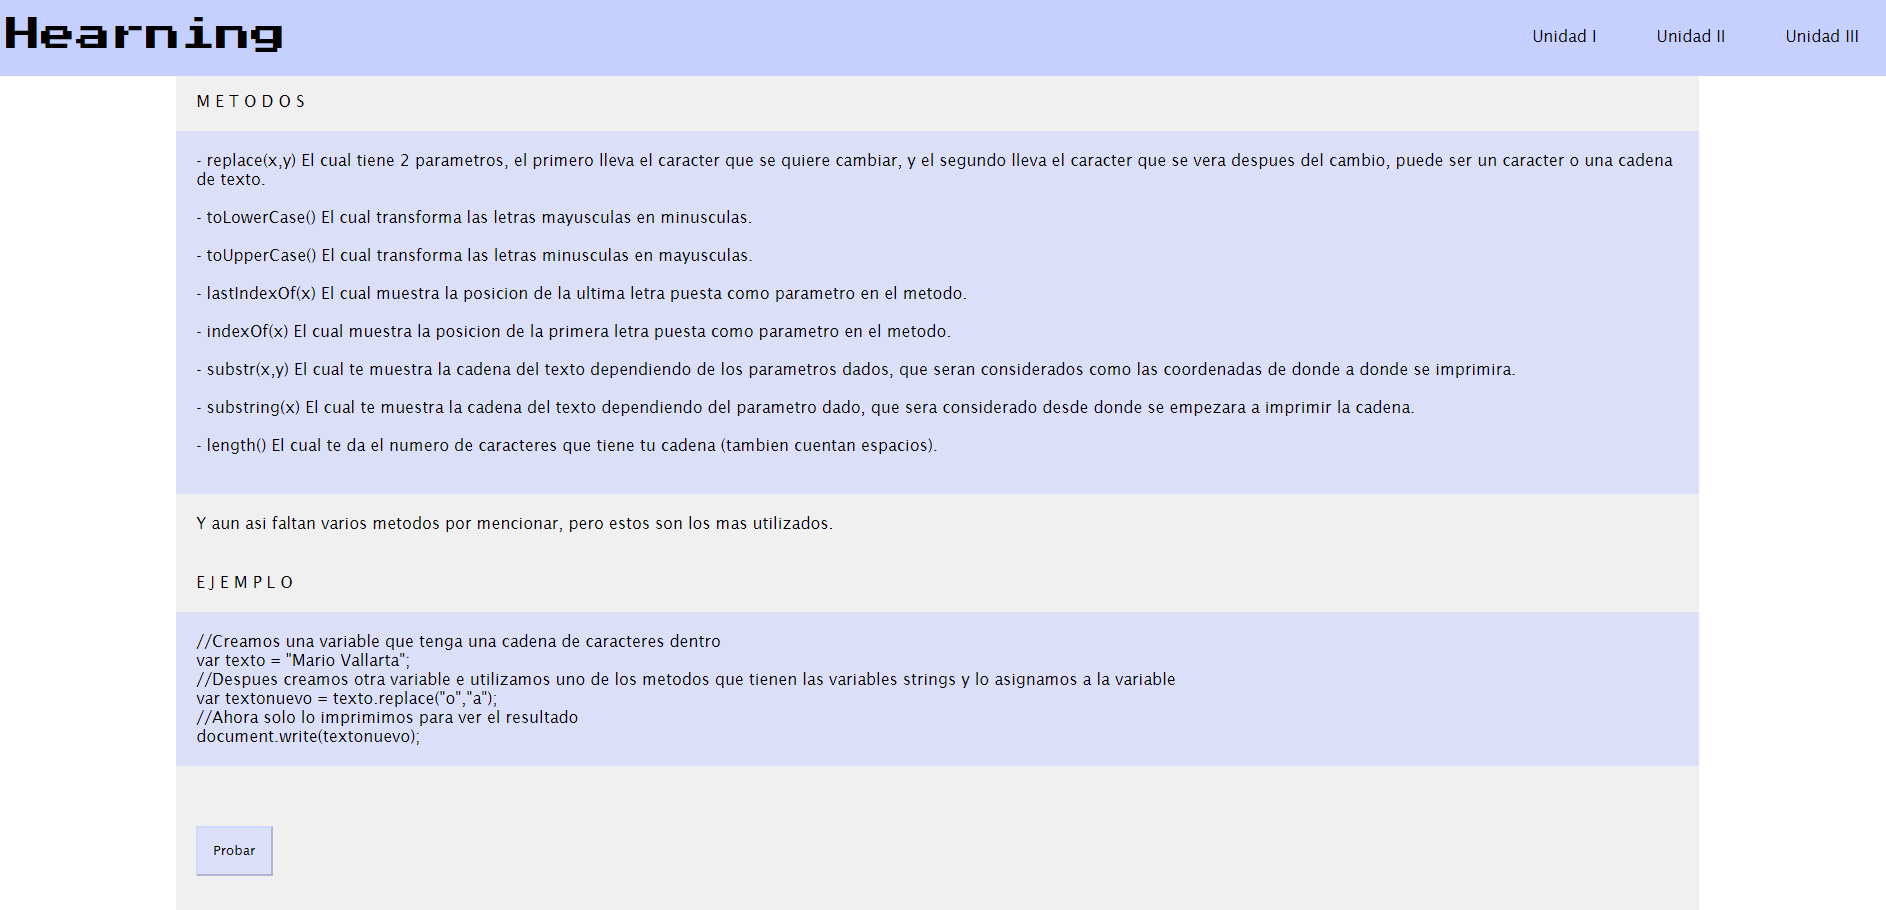 Hearning
Unidad I
Unidad II
Unidad III
M E T O D O S
- replace(x,y) El cual tiene 2 parametros, el primero lleva el caracter que se quiere cambiar, y el segundo lleva el caracter que se vera despues del cambio, puede ser un caracter o una cadena
de texto.
- toLowerCase() El cual transforma las letras mayusculas en minusculas.
- toUpperCase() El cual transforma las letras minusculas en mayusculas.
- lastIndexOf(x) El cual muestra la posicion de la ultima letra puesta como parametro en el metodo.
- indexOf(x) El cual muestra la posicion de la primera letra puesta como parametro en el metodo.
- substr(x,y) El cual te muestra la cadena del texto dependiendo de los parametros dados, que seran considerados como las coordenadas de donde a donde se imprimira.
- substring(x) El cual te muestra la cadena del texto dependiendo del parametro dado, que sera considerado desde donde se empezara a imprimir la cadena.
- length() El cual te da el numero de caracteres que tiene tu cadena (tambien cuentan espacios).
Y aun asi faltan varios metodos por mencionar, pero estos son los mas utilizados.
E J E M P L O
//Creamos una variable que tenga una cadena de caracteres dentro
var texto = "Mario Vallarta";
//Despues creamos otra variable e utilizamos uno de los metodos que tienen las variables strings y lo asignamos a la variable
var textonuevo = texto.replace("o","a");
//Ahora solo lo imprimimos para ver el resultado
document.write(textonuevo);
Probar